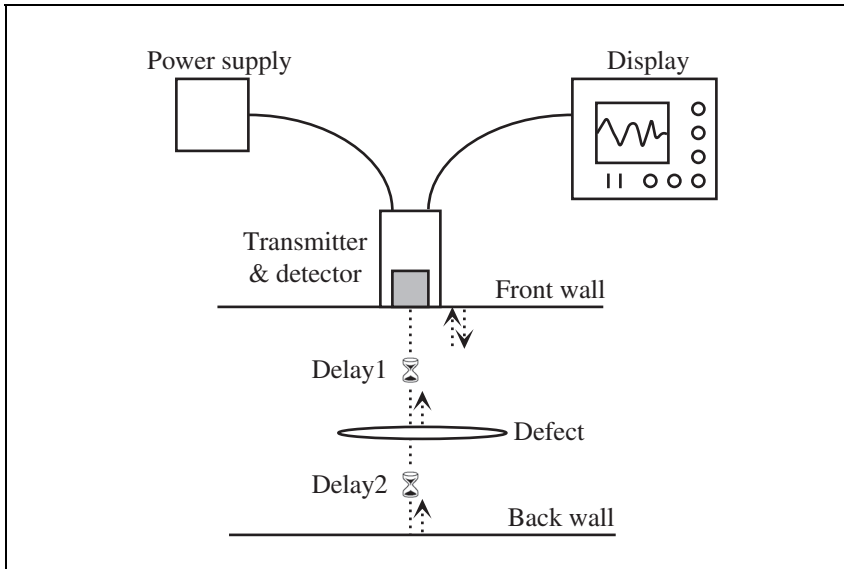 Power supply
Display
Transmitter
& detector
Front wall
Delay1
Defect
Delay2
Back wall